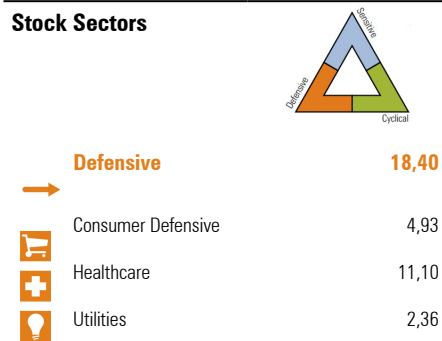 Stock Sectors
Sensitive
Defensive
Cyclical
Defensive 18,40
Consumer Defensive 4,93
Healthcare 11,10
Utilities 2,36